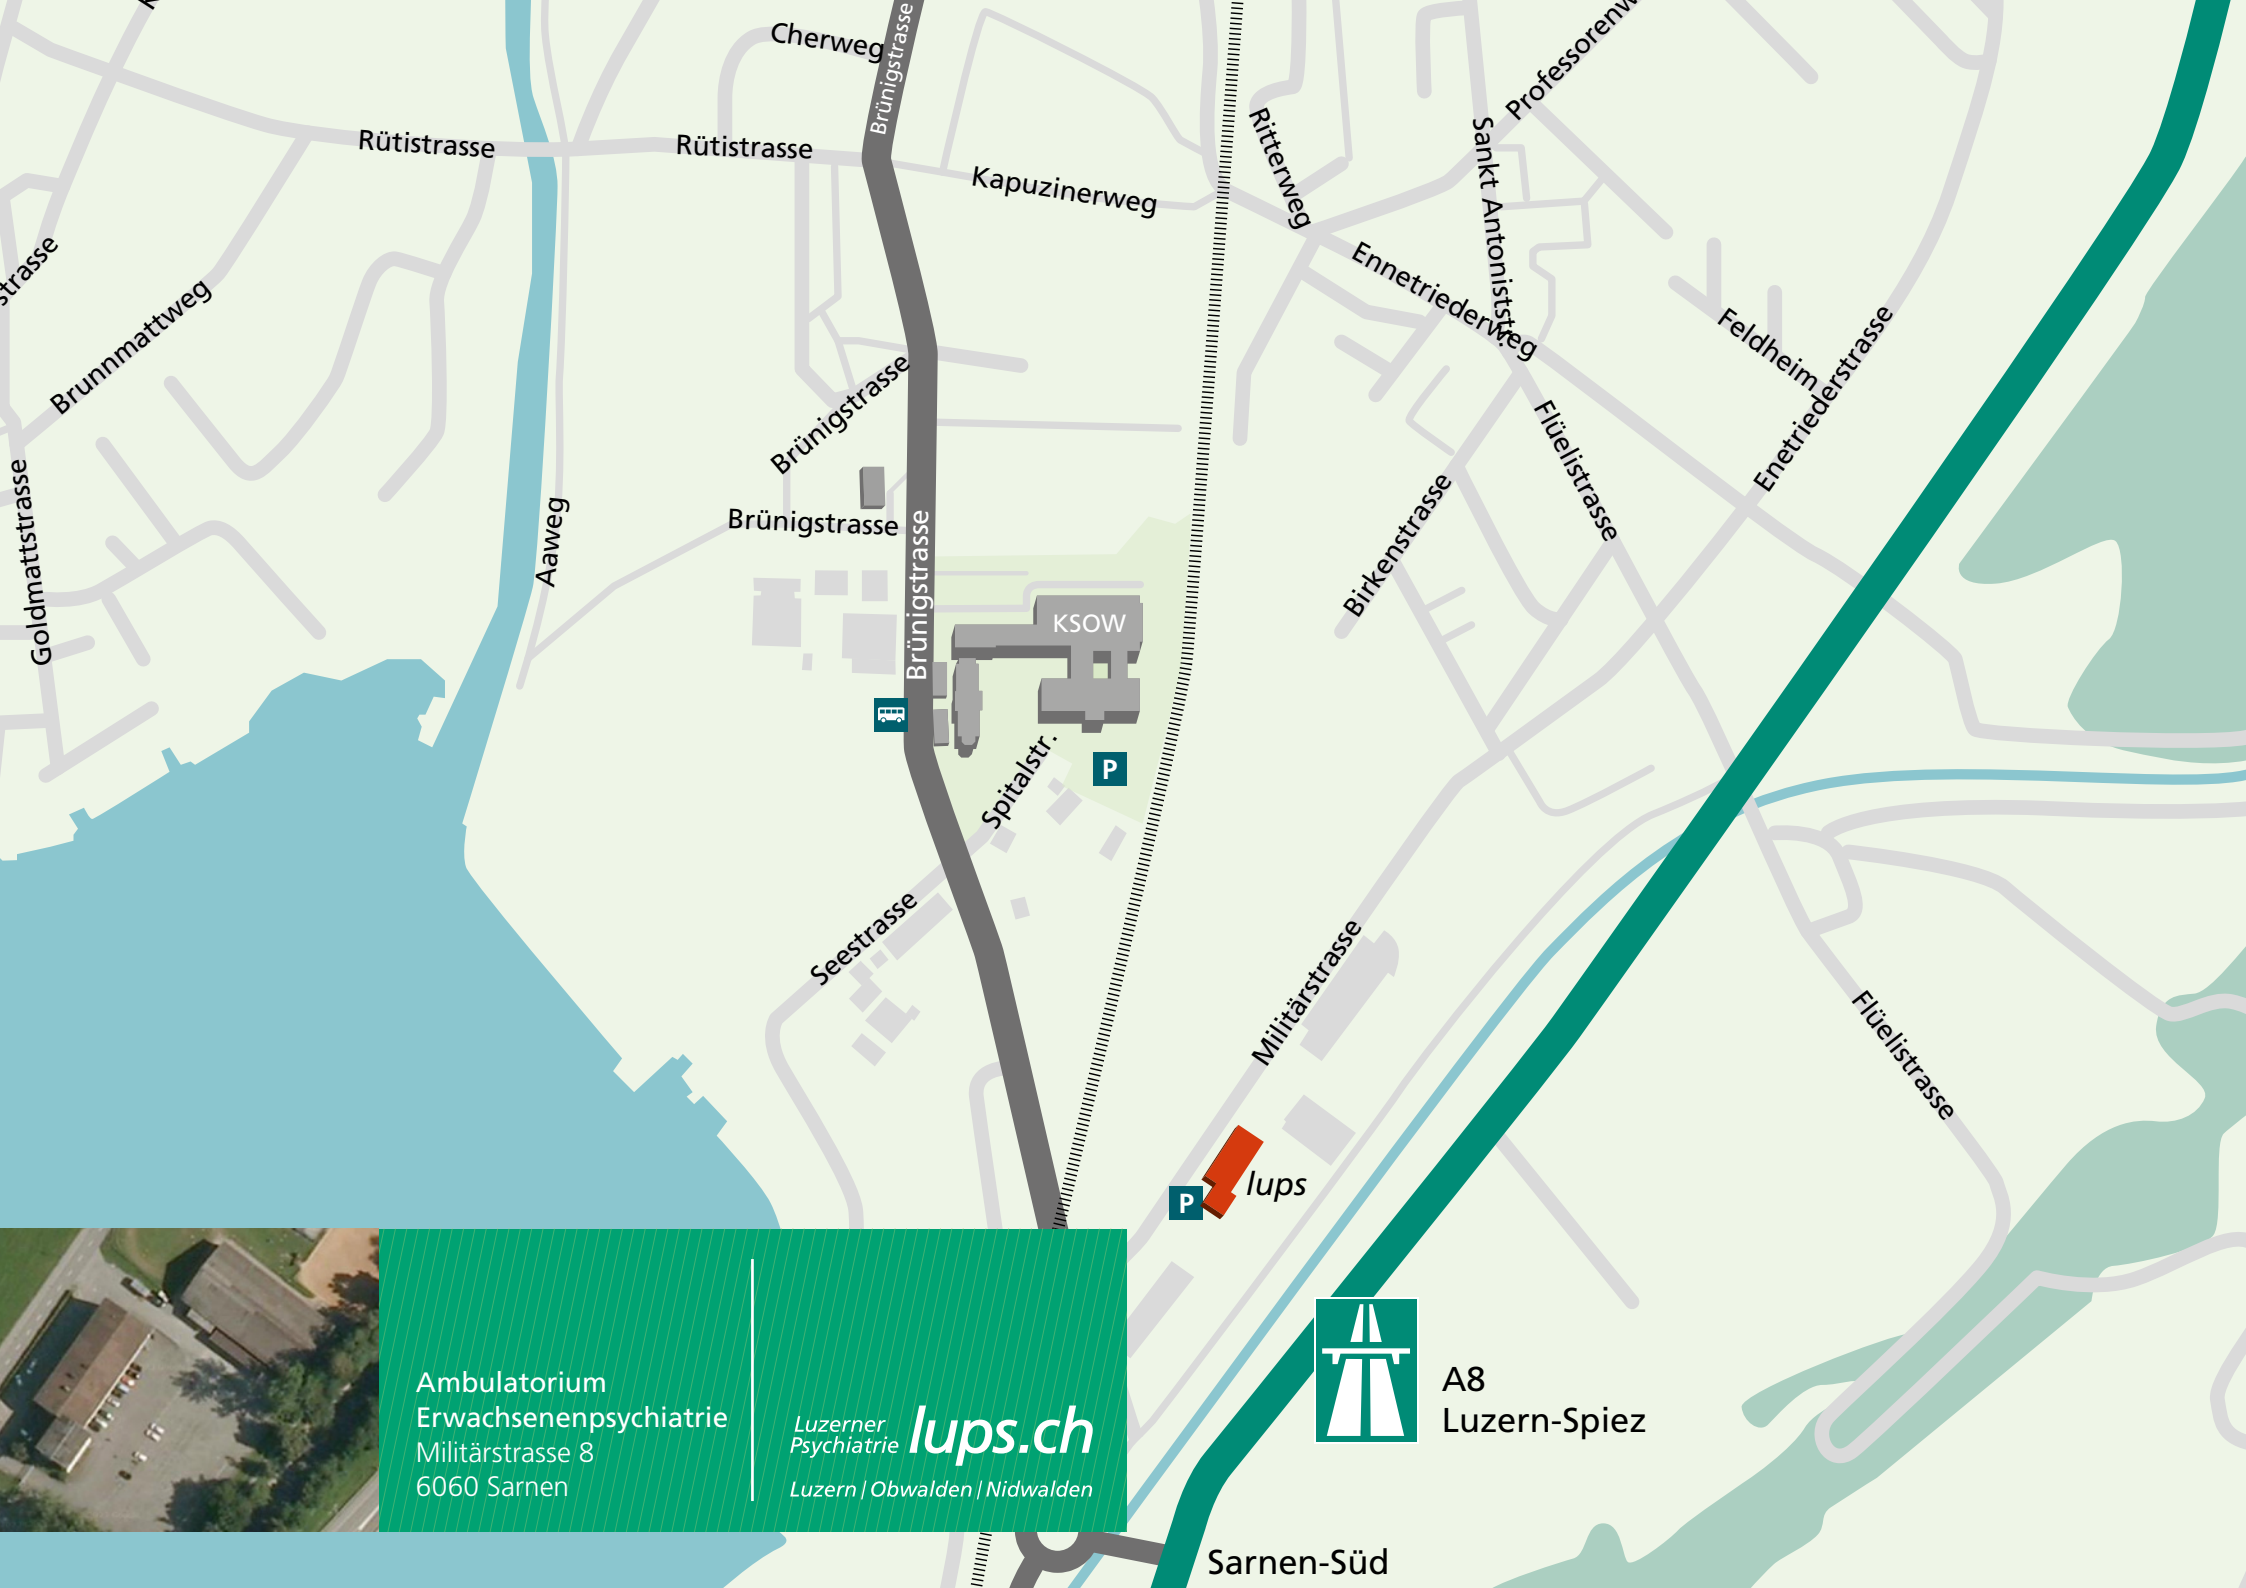 Cherweg
Brünigstrasse
Professorenw
Rütistrasse
Rütistrasse
Kapuzinerweg
Ritterweg
Sankt Antonistr.
Ennetriederweg
strasse
Brunnmattweg
Feldheim
Enetriederstrasse
Brünigstrasse
Flüelistrasse
Goldmattstrasse
Aaweg
Brünigstrasse
Brünigstrasse
Birkenstrasse
KSOW
Spitalstr.
P
Seestrasse
Militärstrasse
Flüelistrasse
lups
P
Ambulatorium
Erwachsenenpsychiatrie
Militärstrasse 8
6060 Sarnen
Luzerner
Psychiatrie
lups.ch
Luzern | Obwalden | Nidwalden
A8
Luzern-Spiez
Sarnen-Süd